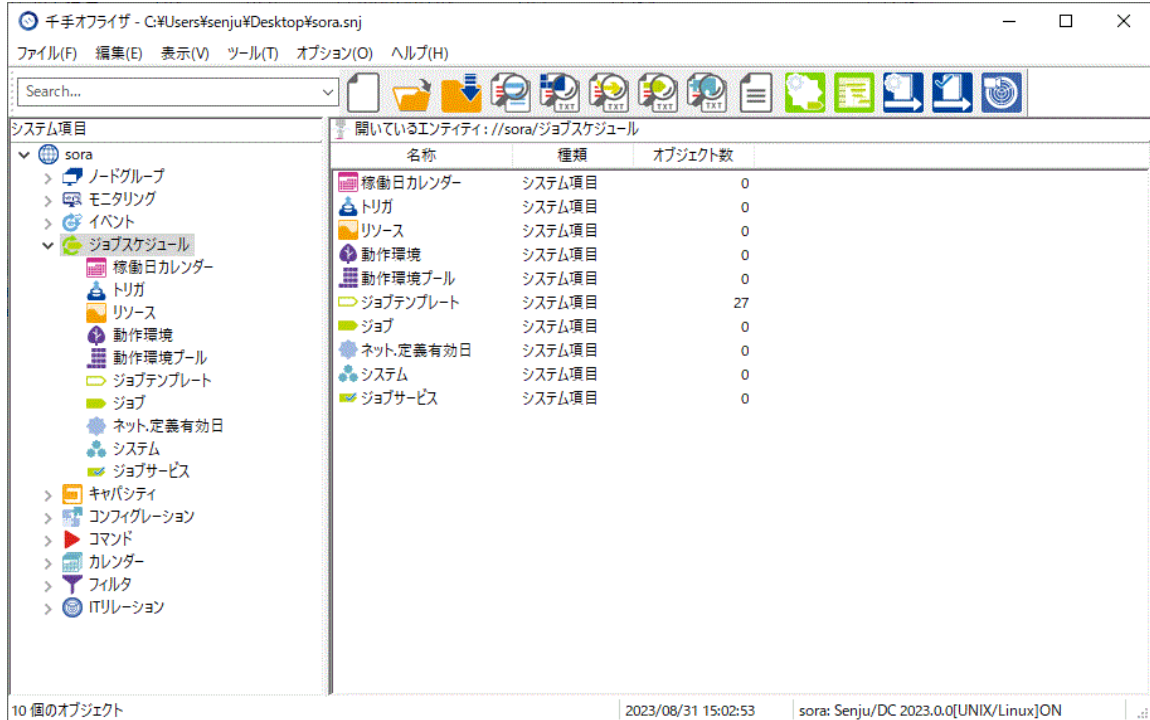 千手オフライザ - C:¥Users¥senju¥Desktop¥sora.snj
ファイル(F) 編集(E) 表示(V) ツール(T) オプション(O) ヘルプ(H)
Search...
TXT TXT TXT TXT
システム項目
開いているエンティティ : //sora/ジョブスケジュール
sora
ノードグループ
モニタリング
イベント
ジョブスケジュール
稼働日カレンダー
トリガ
リソース
動作環境
動作環境プール
ジョブテンプレート
ジョブ
ネット.定義有効日
システム
ジョブサービス
キャパシティ
コンフィグレーション
コマンド
カレンダー
フィルタ
ITリレーション
名称 種類 オブジェクト数
稼働日カレンダー システム項目 0
トリガ システム項目 0
リソース システム項目 0
動作環境 システム項目 0
動作環境プール システム項目 0
ジョブテンプレート システム項目 27
ジョブ システム項目 0
ネット.定義有効日 システム項目 0
システム システム項目 0
ジョブサービス システム項目 0
10 個のオブジェクト
2023/08/31 15:02:53
sora: Senju/DC 2023.0.0[UNIX/Linux]ON